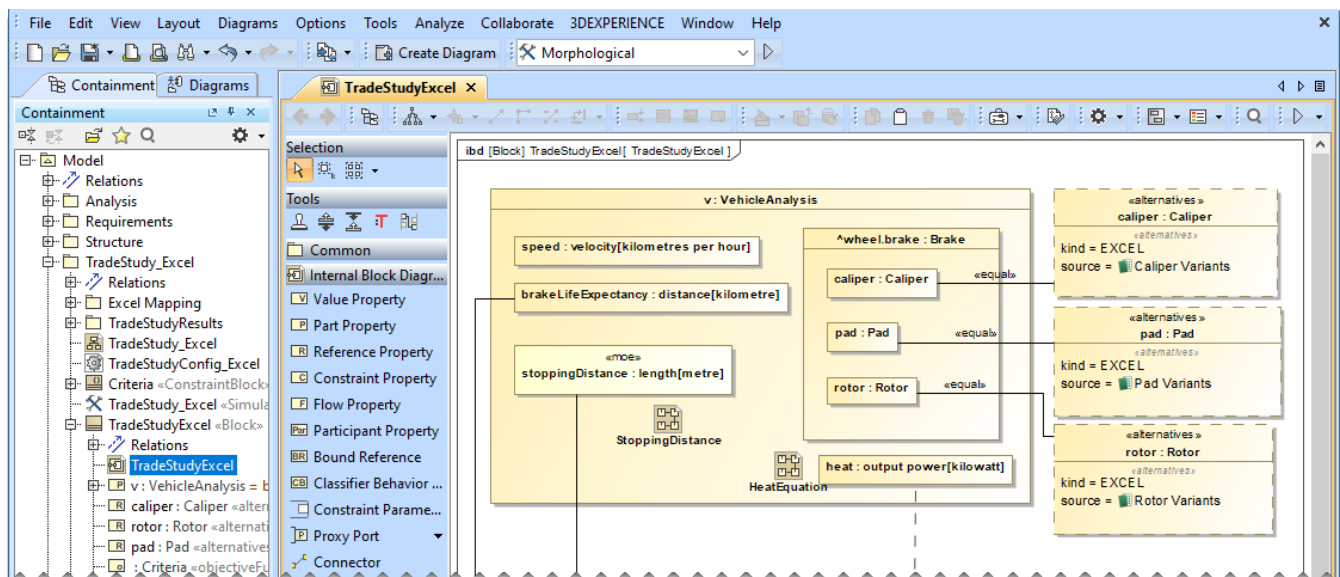 File Edit View Layout Diagrams Options Tools Analyze Collaborate 3DEXPERIENCE Window Help
Create Diagram Morphological
Containment Diagrams
TradeStudyExcel
Containment
Model
Relations
Analysis
Requirements
Structure
TradeStudy_Excel
Relations
Excel Mapping
TradeStudyResults
TradeStudy_Excel
TradeStudyConfig_Excel
Criteria «ConstraintBlock»
TradeStudy_Excel «Simula
TradeStudyExcel «Block»
Relations
TradeStudyExcel
P v : VehicleAnalysis = b
R caliper : Caliper «altern
R rotor : Rotor «alternati
R pad : Pad «alternative
: Criteria «objectiveFu
Selection
Tools
Common
Internal Block Diagr...
V Value Property
P Part Property
R Reference Property
C Constraint Property
F Flow Property
Par Participant Property
BR Bound Reference
CB Classifier Behavior ...
Constraint Parame...
P Proxy Port
Connector
ibd [Block] TradeStudyExcel[ TradeStudyExcel ]
v : VehicleAnalysis
speed : velocity[kilometres per hour]
brakeLifeExpectancy : distance[kilometre]
«moe»
stoppingDistance : length[metre]
StoppingDistance
^wheel.brake : Brake
caliper : Caliper
pad : Pad
rotor : Rotor
HeatEquation
heat : output power[kilowatt]
«equal»
«equal»
«equal»
«alternatives»
caliper : Caliper
«alternatives»
kind = EXCEL
source = Caliper Variants
«alternatives»
pad : Pad
«alternatives»
kind = EXCEL
source = Pad Variants
«alternatives»
rotor : Rotor
«alternatives»
kind = EXCEL
source = Rotor Variants